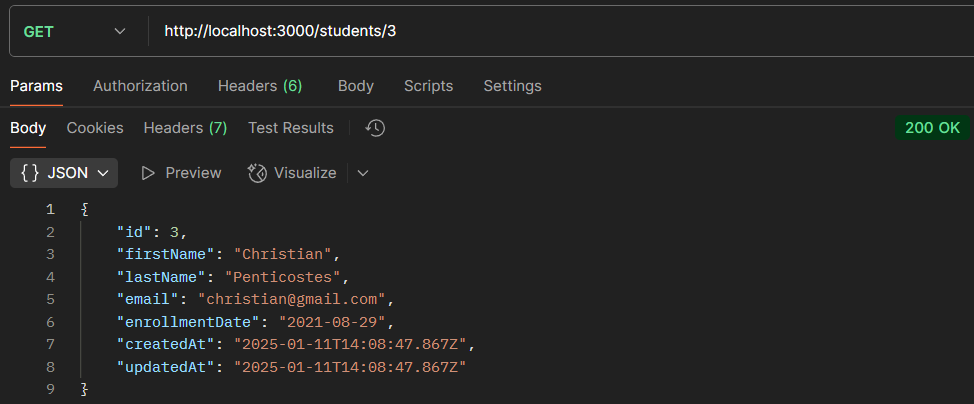 GET http://localhost:3000/students/3
Params Authorization Headers (6) Body Scripts Settings
Body Cookies Headers (7) Test Results 200 OK
{ } JSON Preview Visualize
1 {
2 "id": 3,
3 "firstName": "Christian",
4 "lastName": "Penticostes",
5 "email": "christian@gmail.com",
6 "enrollmentDate": "2021-08-29",
7 "createdAt": "2025-01-11T14:08:47.867Z",
8 "updatedAt": "2025-01-11T14:08:47.867Z"
9 }